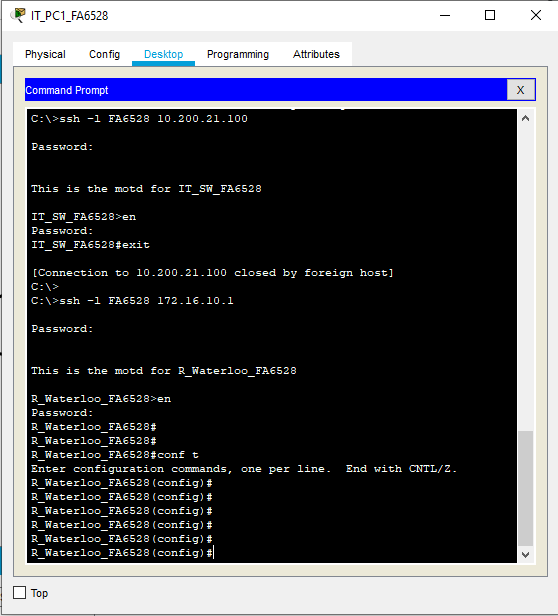 IT_PC1_FA6528
Physical Config Desktop Programming Attributes
Command Prompt X
C:\>ssh -l FA6528 10.200.21.100
Password:
This is the motd for IT_SW_FA6528
IT_SW_FA6528>en
Password:
IT_SW_FA6528#exit
[Connection to 10.200.21.100 closed by foreign host]
C:\>
C:\>ssh -l FA6528 172.16.10.1
Password:
This is the motd for R_Waterloo_FA6528
R_Waterloo_FA6528>en
Password:
R_Waterloo_FA6528#
R_Waterloo_FA6528#
R_Waterloo_FA6528#conf t
Enter configuration commands, one per line.  End with CNTL/Z.
R_Waterloo_FA6528(config)#
R_Waterloo_FA6528(config)#
R_Waterloo_FA6528(config)#
R_Waterloo_FA6528(config)#
R_Waterloo_FA6528(config)#
R_Waterloo_FA6528(config)#
Top